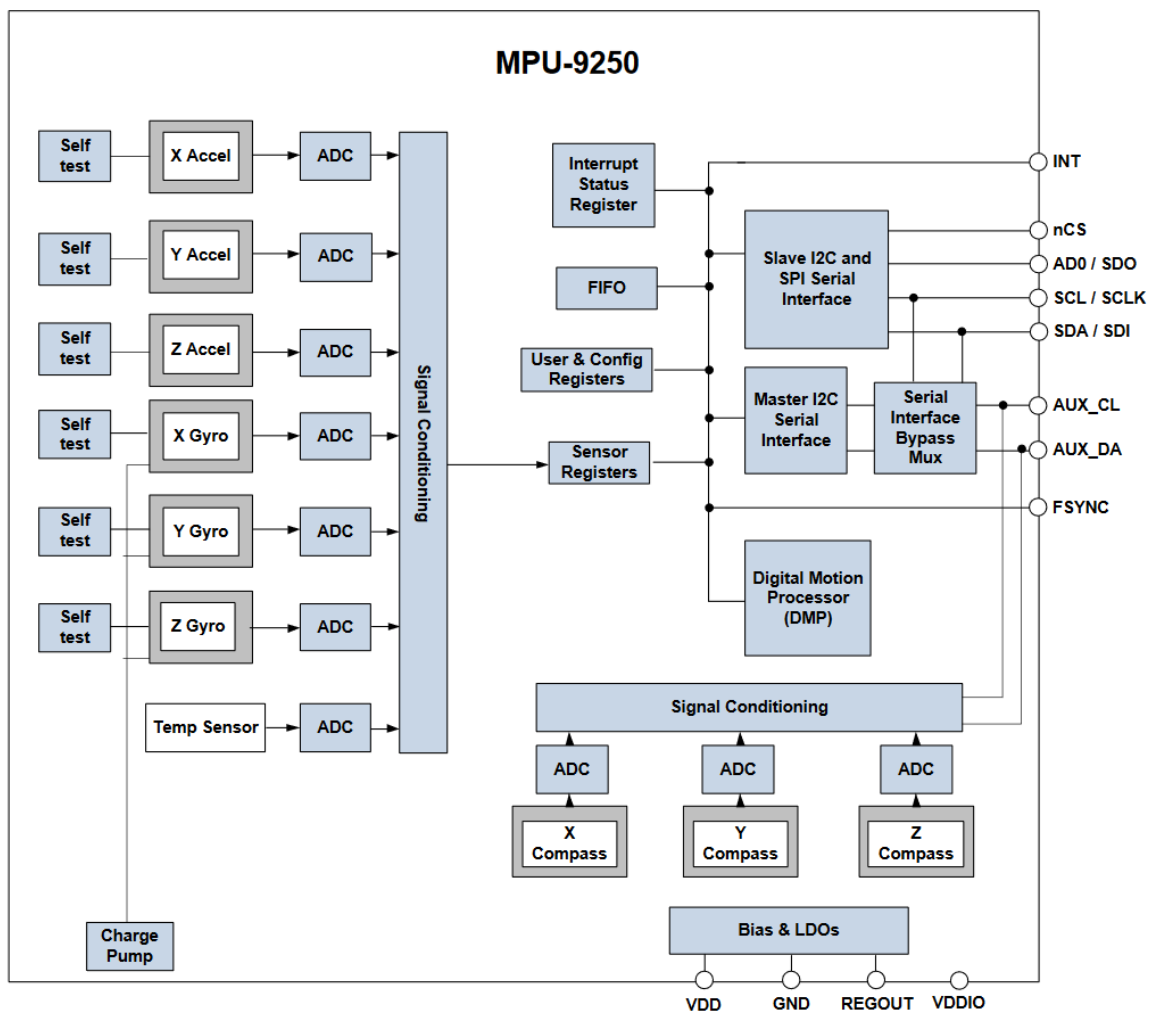 MPU-9250
Self
test
X Accel
ADC
Self
test
Y Accel
ADC
Self
test
Z Accel
ADC
Self
test
X Gyro
ADC
Self
test
Y Gyro
ADC
Self
test
Z Gyro
ADC
Temp Sensor
ADC
Signal Conditioning
Charge
Pump
Interrupt
Status
Register
FIFO
User & Config
Registers
Sensor
Registers
Slave I2C and
SPI Serial
Interface
Master I2C
Serial
Interface
Serial
Interface
Bypass
Mux
Digital Motion
Processor
(DMP)
INT
nCS
AD0 / SDO
SCL / SCLK
SDA / SDI
AUX_CL
AUX_DA
FSYNC
Signal Conditioning
ADC
ADC
ADC
X
Compass
Y
Compass
Z
Compass
Bias & LDOs
VDD
GND
REGOUT
VDDIO